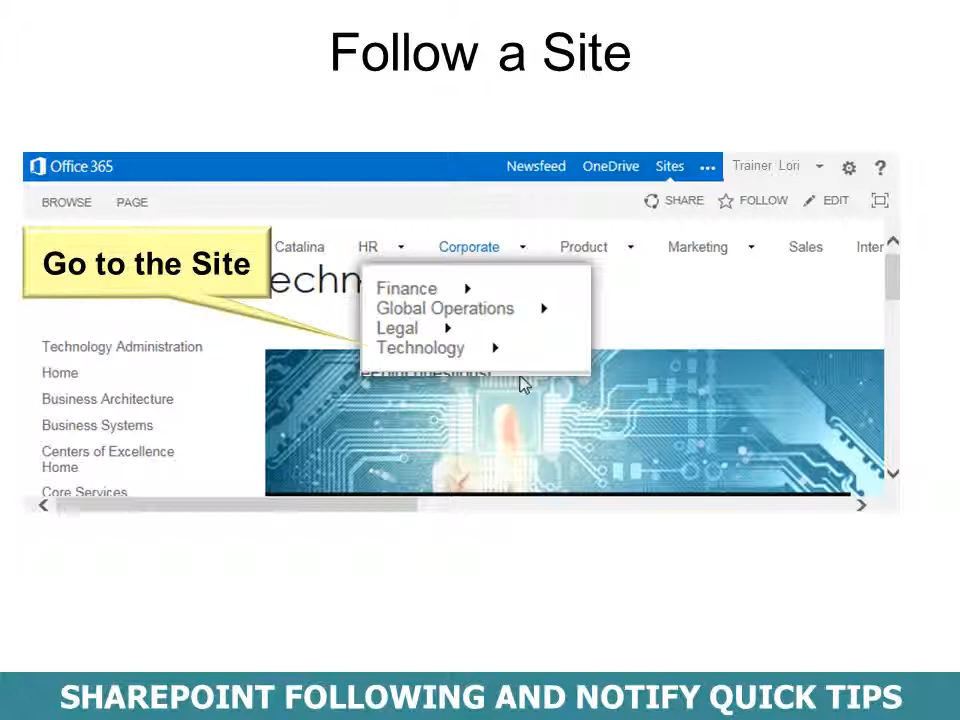 Follow a Site
Office 365
Newsfeed OneDrive Sites ••• Trainer Lori ?
BROWSE PAGE SHARE FOLLOW EDIT
Go to the Site
Catalina HR Corporate Product Marketing Sales Inter
Finance
Global Operations
Legal
Technology
Technology Administration
Home
Business Architecture
Business Systems
Centers of Excellence
Home
Core Services
SHAREPOINT FOLLOWING AND NOTIFY QUICK TIPS